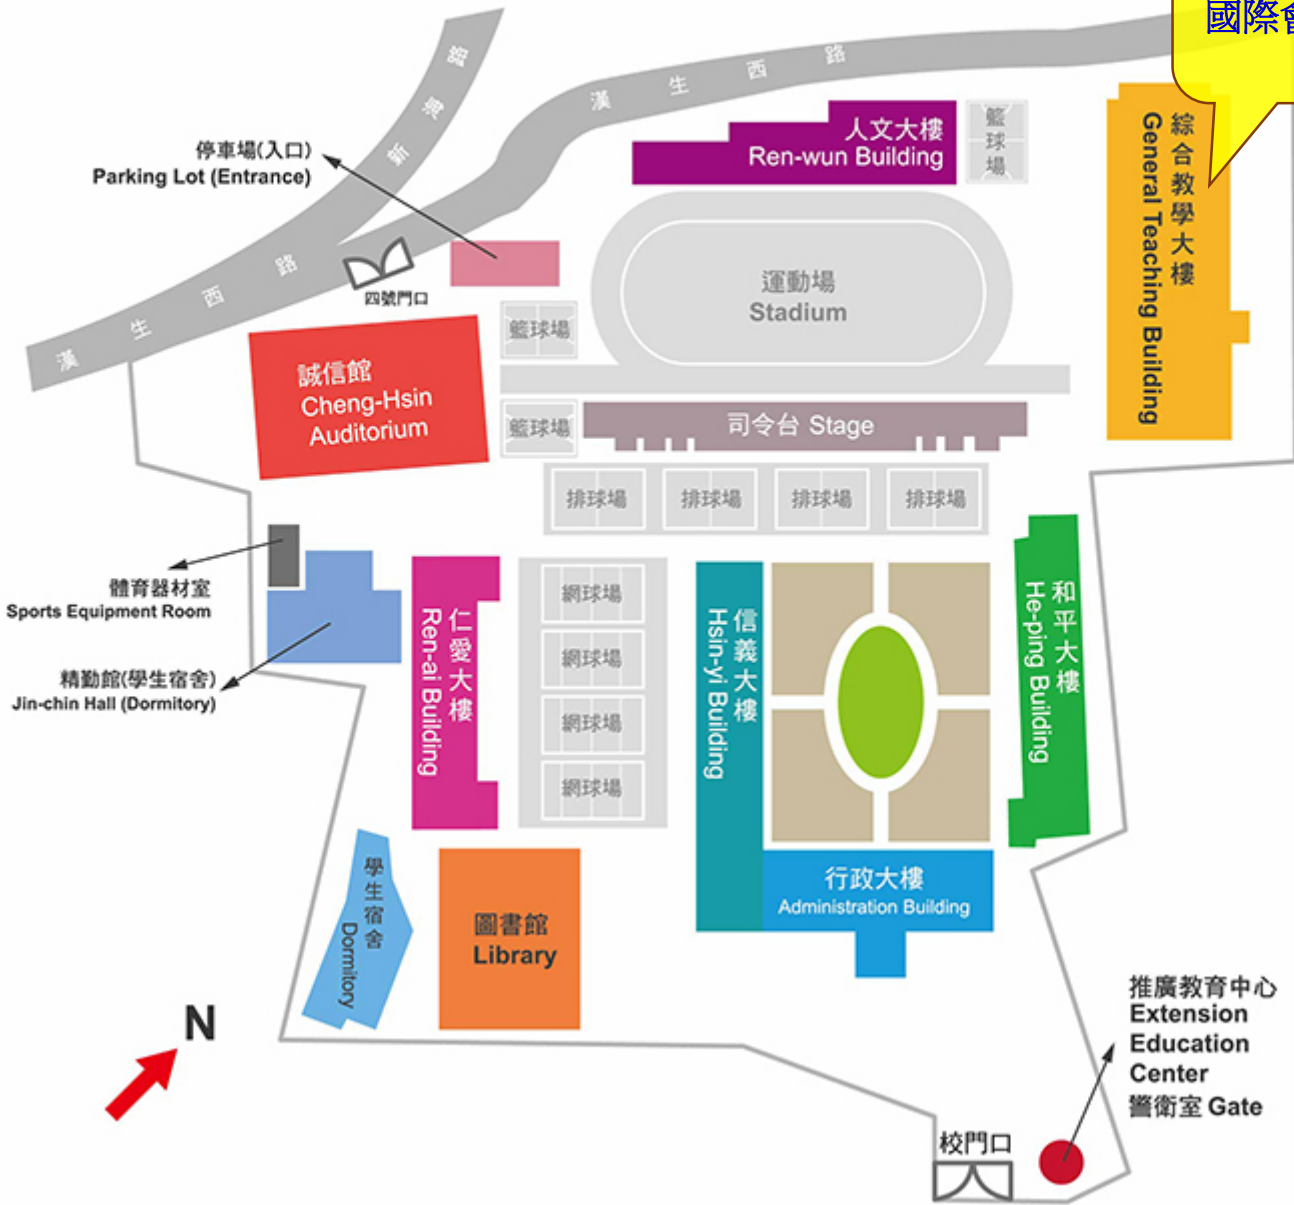 國際會
新海路
漢生西路
人文大樓
Ren-wun Building
籃球場
綜合教學大樓
General Teaching Building
停車場(入口)
Parking Lot (Entrance)
漢生西路
四號門口
運動場
Stadium
籃球場
誠信館
Cheng-Hsin
Auditorium
籃球場
司令台 Stage
排球場
排球場
排球場
排球場
體育器材室
Sports Equipment Room
精勤館(學生宿舍)
Jin-chin Hall (Dormitory)
仁愛大樓
Ren-ai Building
網球場
網球場
網球場
網球場
信義大樓
Hsin-yi Building
和平大樓
He-ping Building
學生宿舍
Dormitory
圖書館
Library
行政大樓
Administration Building
N
推廣教育中心
Extension
Education
Center
警衛室 Gate
校門口